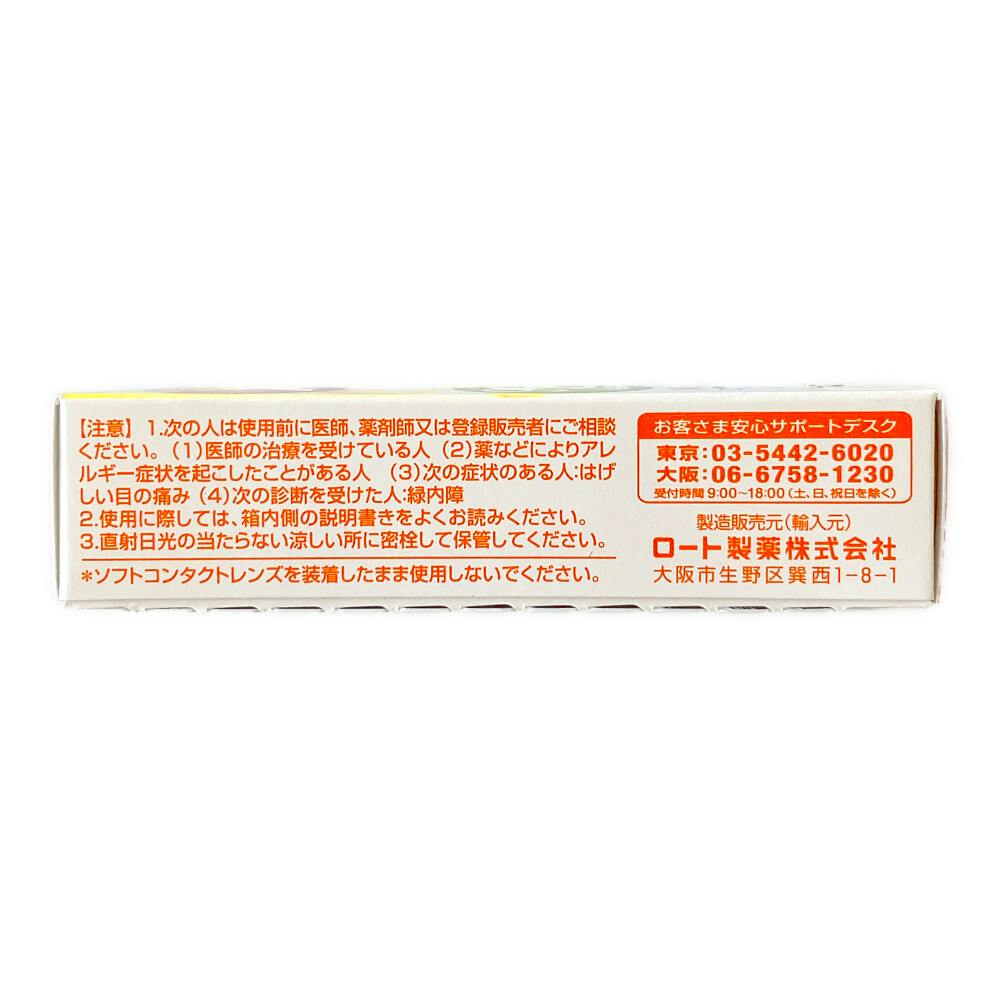 【注意】 1.次の人は使用前に医師、薬剤師又は登録販売者にご相談
ください。(1)医師の治療を受けている人 (2)薬などによりアレ
ルギー症状を起こしたことがある人 (3)次の症状のある人:はげ
しい目の痛み (4)次の診断を受けた人:緑内障
2.使用に際しては、箱内側の説明書きをよくお読みください。
3.直射日光の当たらない涼しい所に密栓して保管してください。
*ソフトコンタクトレンズを装着したまま使用しないでください。
お客さま安心サポートデスク
東京:03-5442-6020
大阪:06-6758-1230
受付時間 9:00~18:00(土、日、祝日を除く)
製造販売元(輸入元)
ロート製薬株式会社
大阪市生野区巽西1-8-1